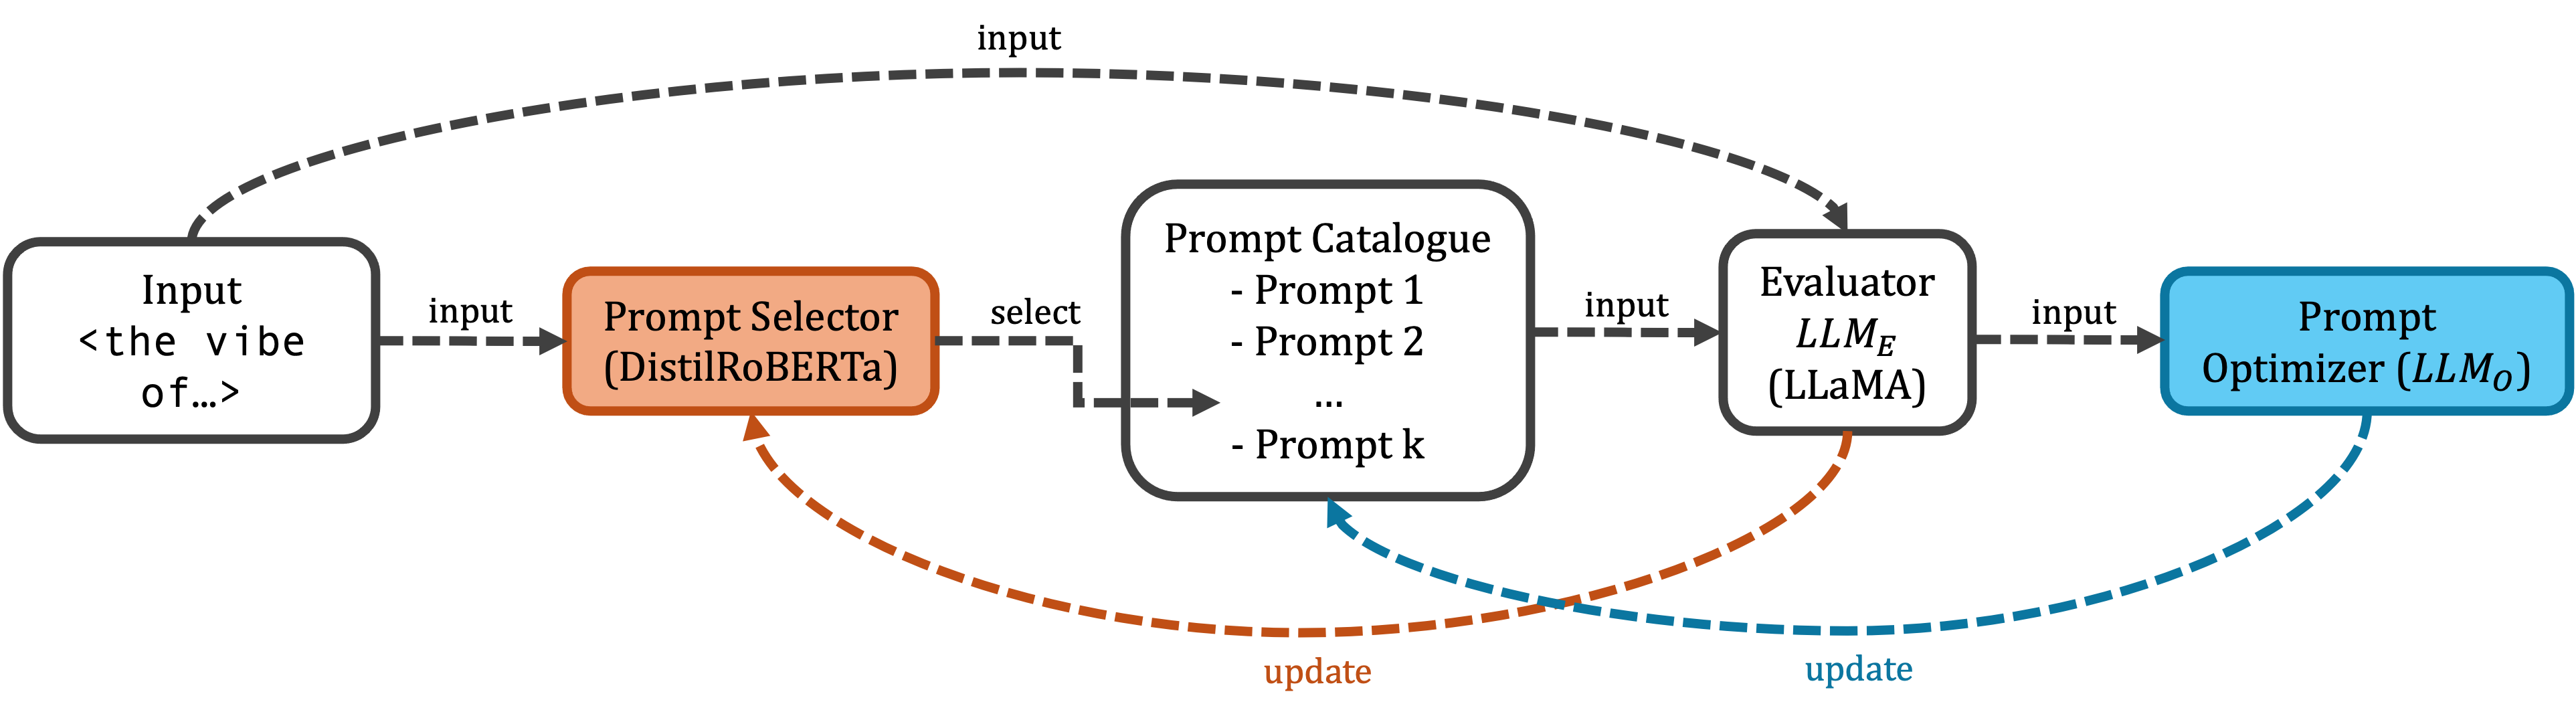 input
Input
<the vibe
of…>
input
Prompt Selector
(DistilRoBERTa)
select
Prompt Catalogue
- Prompt 1
- Prompt 2
...
- Prompt k
input
Evaluator
LLM_E
(LLaMA)
input
Prompt
Optimizer (LLM_O)
update
update